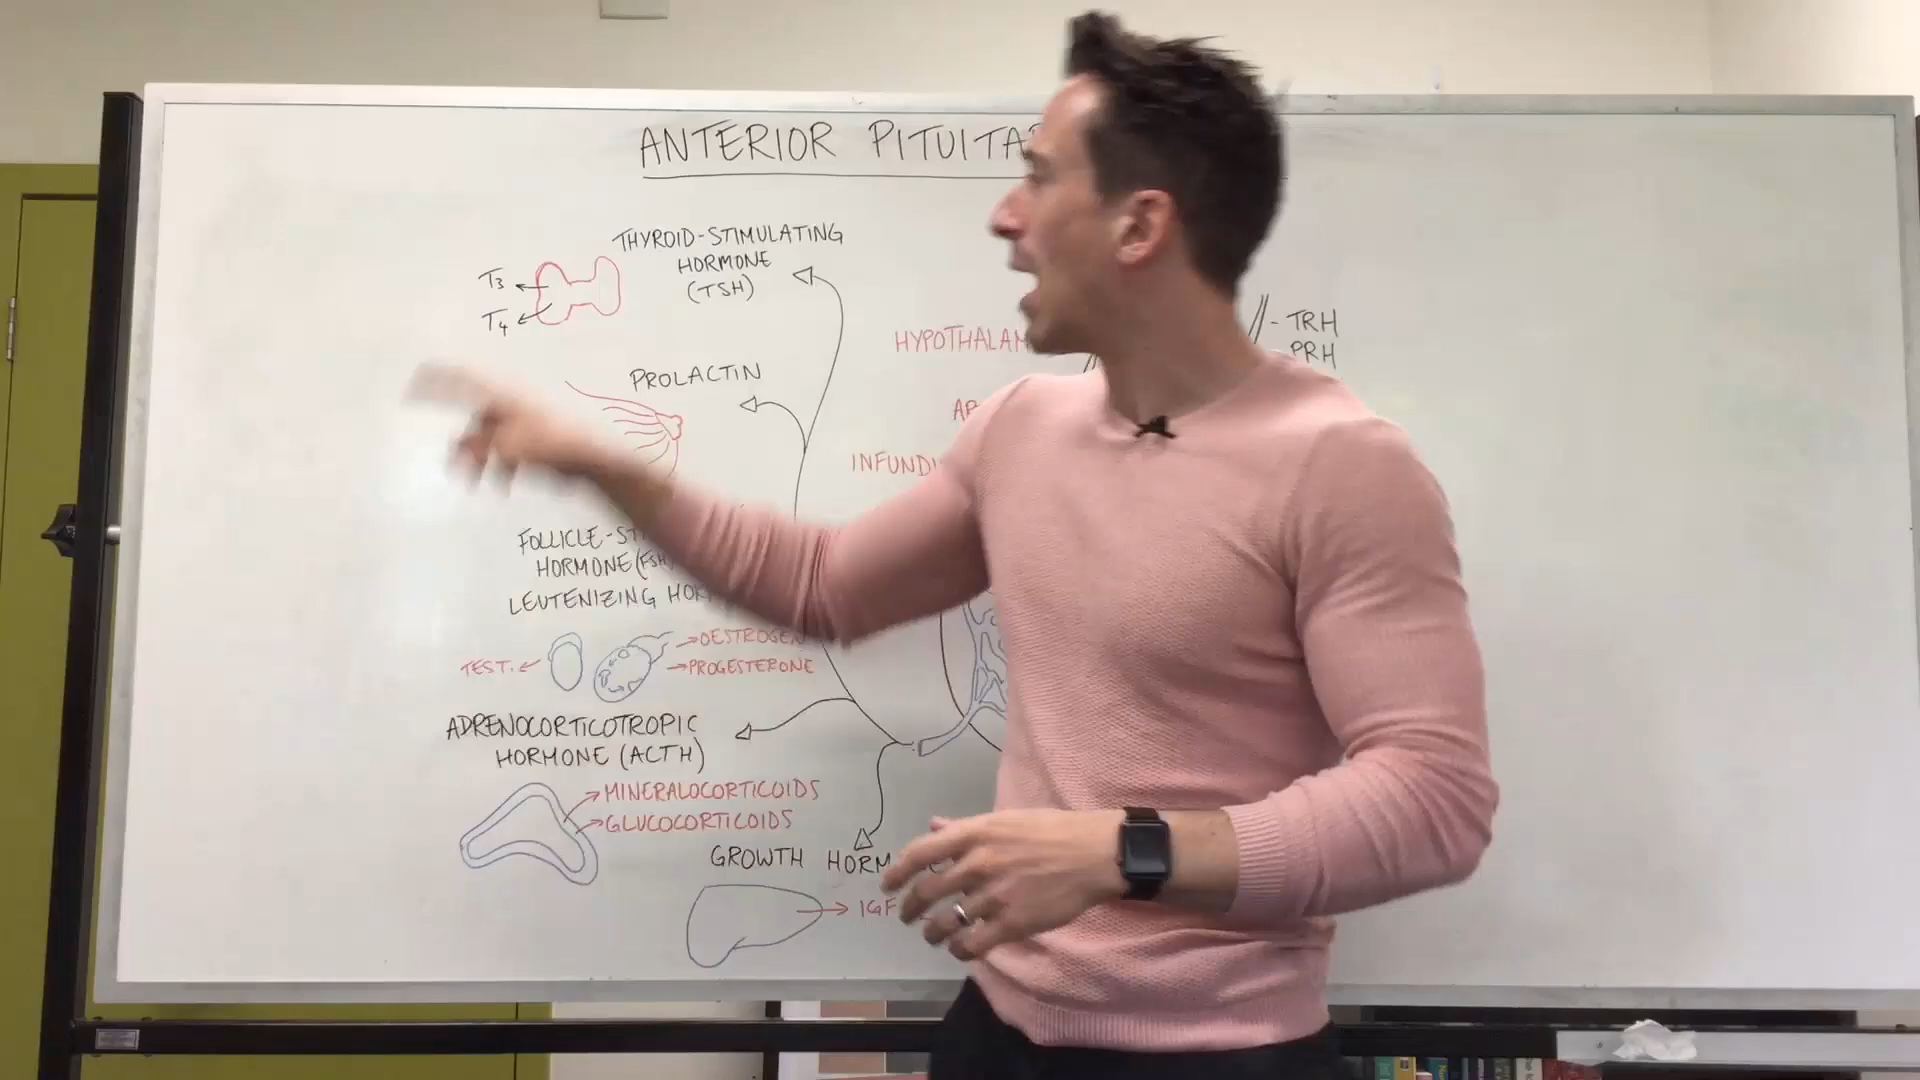 ANTERIOR PITUITA
THYROID-STIMULATING
HORMONE
(TSH)
T3
T4
PROLACTIN
HYPOTHALAM
TRH
PRH
AR
INFUNDI
FOLLICLE-ST
HORMONE (FSH)
LEUTENIZING HOR
OESTROGEN
PROGESTERONE
TEST.
ADRENOCORTICOTROPIC
HORMONE (ACTH)
MINERALOCORTICOIDS
GLUCOCORTICOIDS
GROWTH HORM
IGF